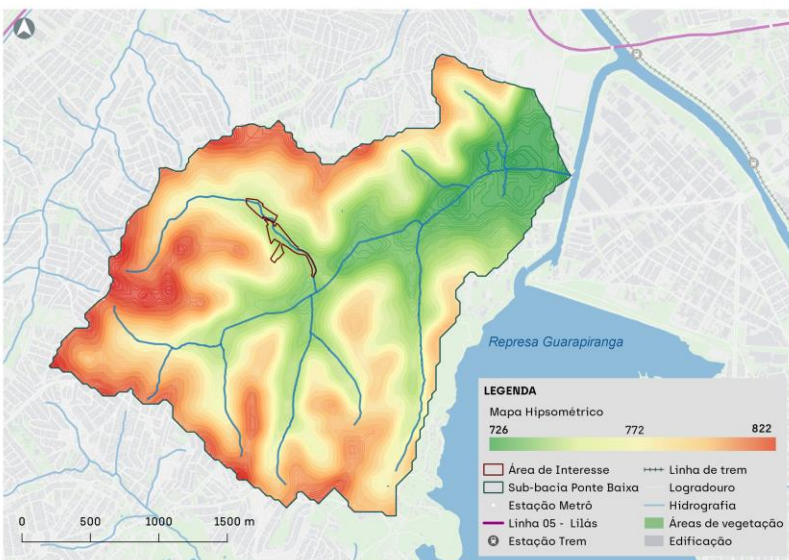 Represa Guarapiranga
LEGENDA
Mapa Hipsométrico
726 772 822
Área de Interesse
Sub-bacia Ponte Baixa
Estação Metrô
Linha 05 - Lilás
Estação Trem
Linha de trem
Logradouro
Hidrografia
Áreas de vegetação
Edificação
0 500 1000 1500 m